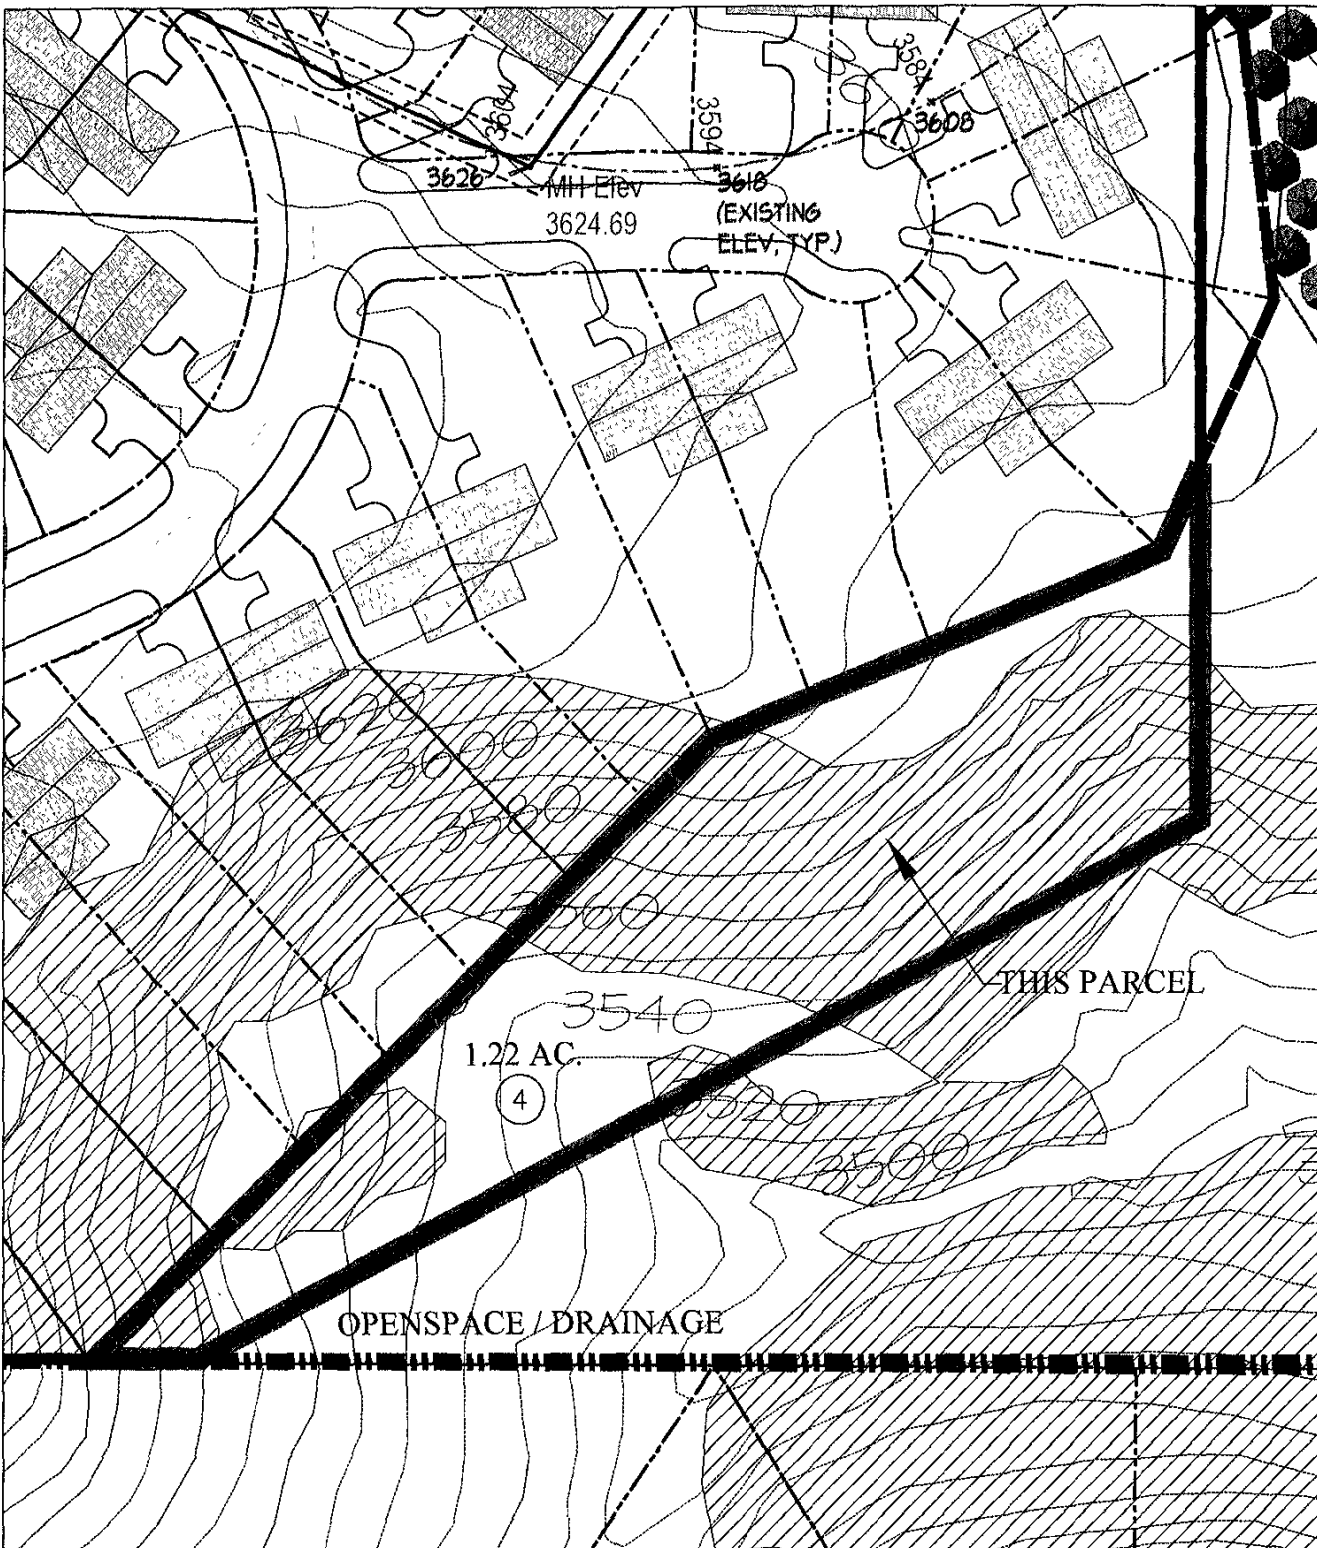 3584
3604
3594
3608
3626
MH Elev
3624.69
3618
(EXISTING
ELEV, TYP.)
3620
3600
3580
3560
THIS PARCEL
3540
1.22 AC.
4
3520
3500
OPENSPACE / DRAINAGE